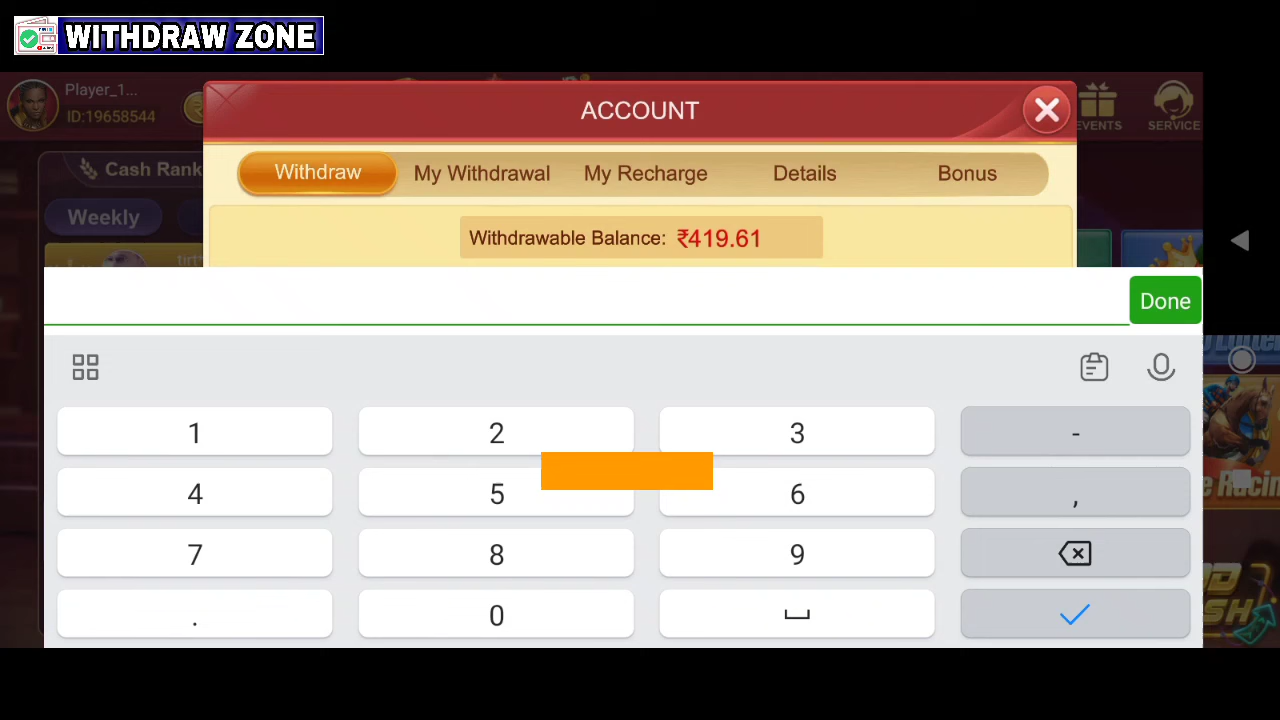 WITHDRAW ZONE
Player_1...
ID:19658544
ACCOUNT
EVENTS
SERVICE
Cash Rank
Withdraw
My Withdrawal
My Recharge
Details
Bonus
Weekly
Withdrawable Balance: ₹419.61
Done
1
2
3
-
4
5
6
,
7
8
9
.
0